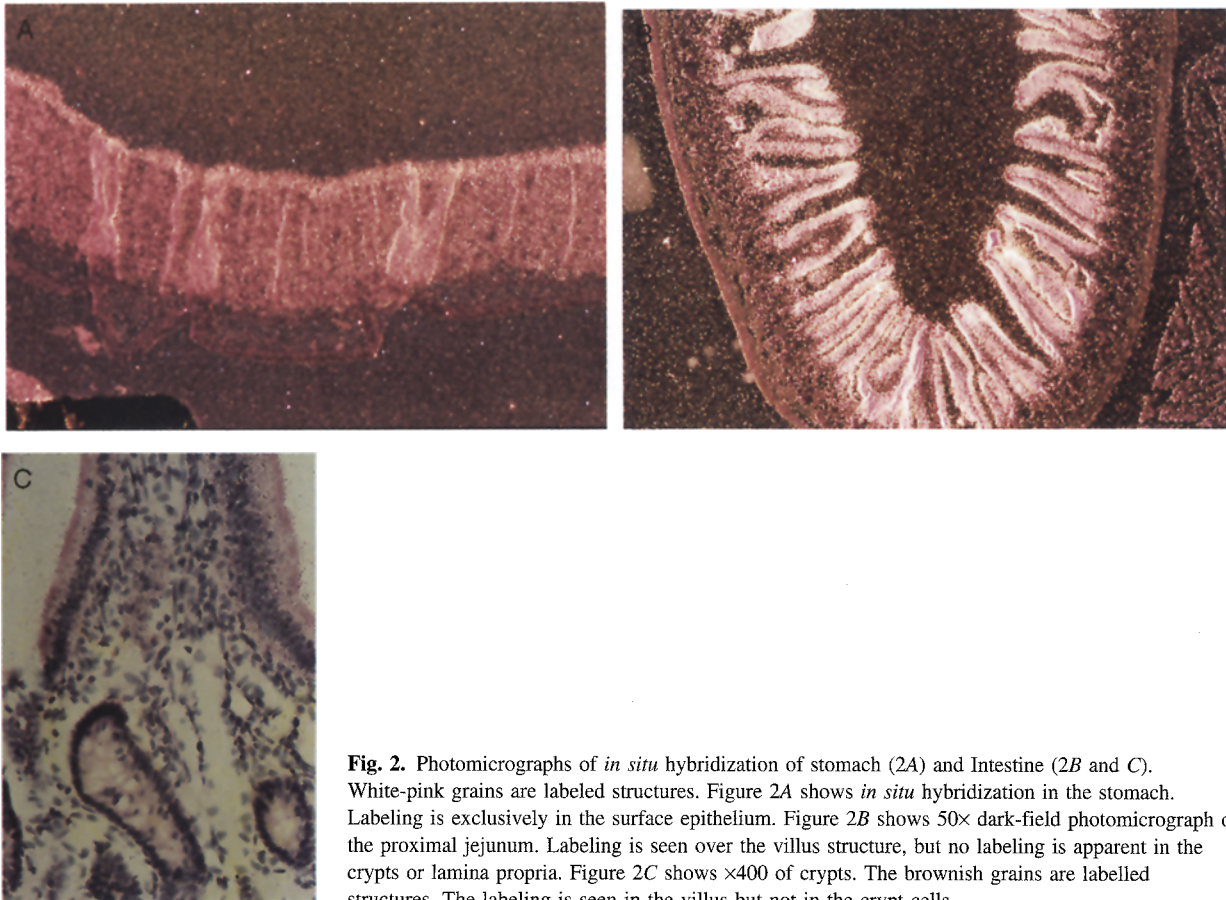 A
B
C
Fig. 2. Photomicrographs of in situ hybridization of stomach (2A) and Intestine (2B and C).
White-pink grains are labeled structures. Figure 2A shows in situ hybridization in the stomach.
Labeling is exclusively in the surface epithelium. Figure 2B shows 50× dark-field photomicrograph
the proximal jejunum. Labeling is seen over the villus structure, but no labeling is apparent in the
crypts or lamina propria. Figure 2C shows ×400 of crypts. The brownish grains are labelled
structures. The labeling is seen in the villus but not in the crypt cells